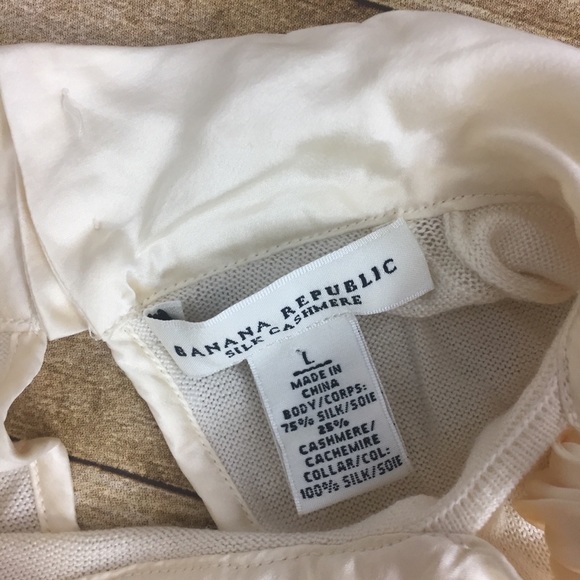 BANANA REPUBLIC
SILK CASHMERE
L
MADE IN
CHINA
BODY/CORPS:
75% SILK/SOIE
25%
CASHMERE/
CACHEMIRE
COLLAR/COL:
100% SILK/SOIE